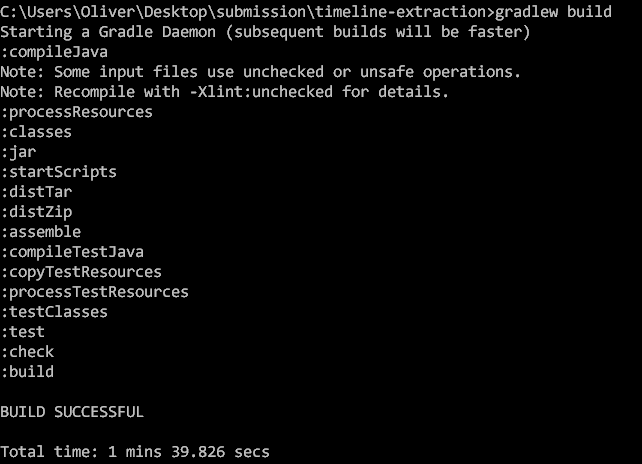 C:\Users\Oliver\Desktop\submission\timeline-extraction>gradlew build
Starting a Gradle Daemon (subsequent builds will be faster)
:compileJava
Note: Some input files use unchecked or unsafe operations.
Note: Recompile with -Xlint:unchecked for details.
:processResources
:classes
:jar
:startScripts
:distTar
:distZip
:assemble
:compileTestJava
:copyTestResources
:processTestResources
:testClasses
:test
:check
:build
BUILD SUCCESSFUL
Total time: 1 mins 39.826 secs